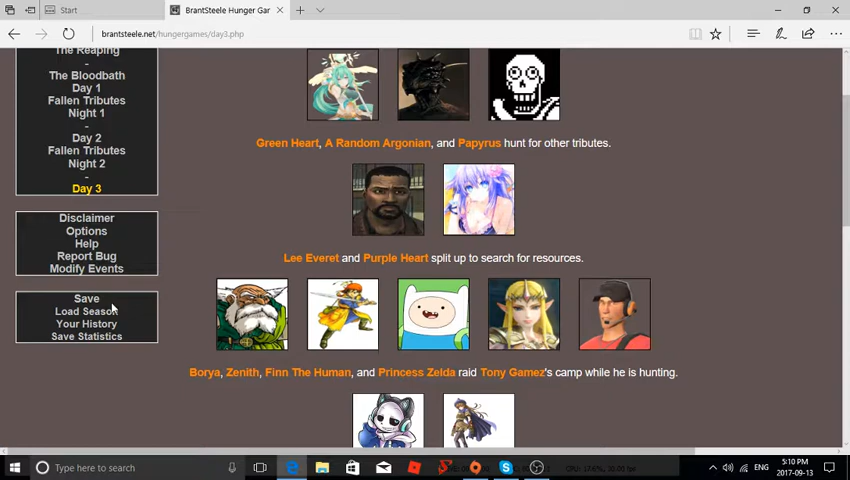 Start
BrantSteele Hunger Gar
brantsteele.net/hungergames/day3.php
The Reaping
-
The Bloodbath
Day 1
Fallen Tributes
Night 1
-
Day 2
Fallen Tributes
Night 2
-
Day 3
Disclaimer
Options
Help
Report Bug
Modify Events
Save
Load Season
Your History
Save Statistics
Green Heart, A Random Argonian, and Papyrus hunt for other tributes.
Lee Everet and Purple Heart split up to search for resources.
Borya, Zenith, Finn The Human, and Princess Zelda raid Tony Gamez's camp while he is hunting.
Type here to search
ENG
5:10 PM
2017-09-13